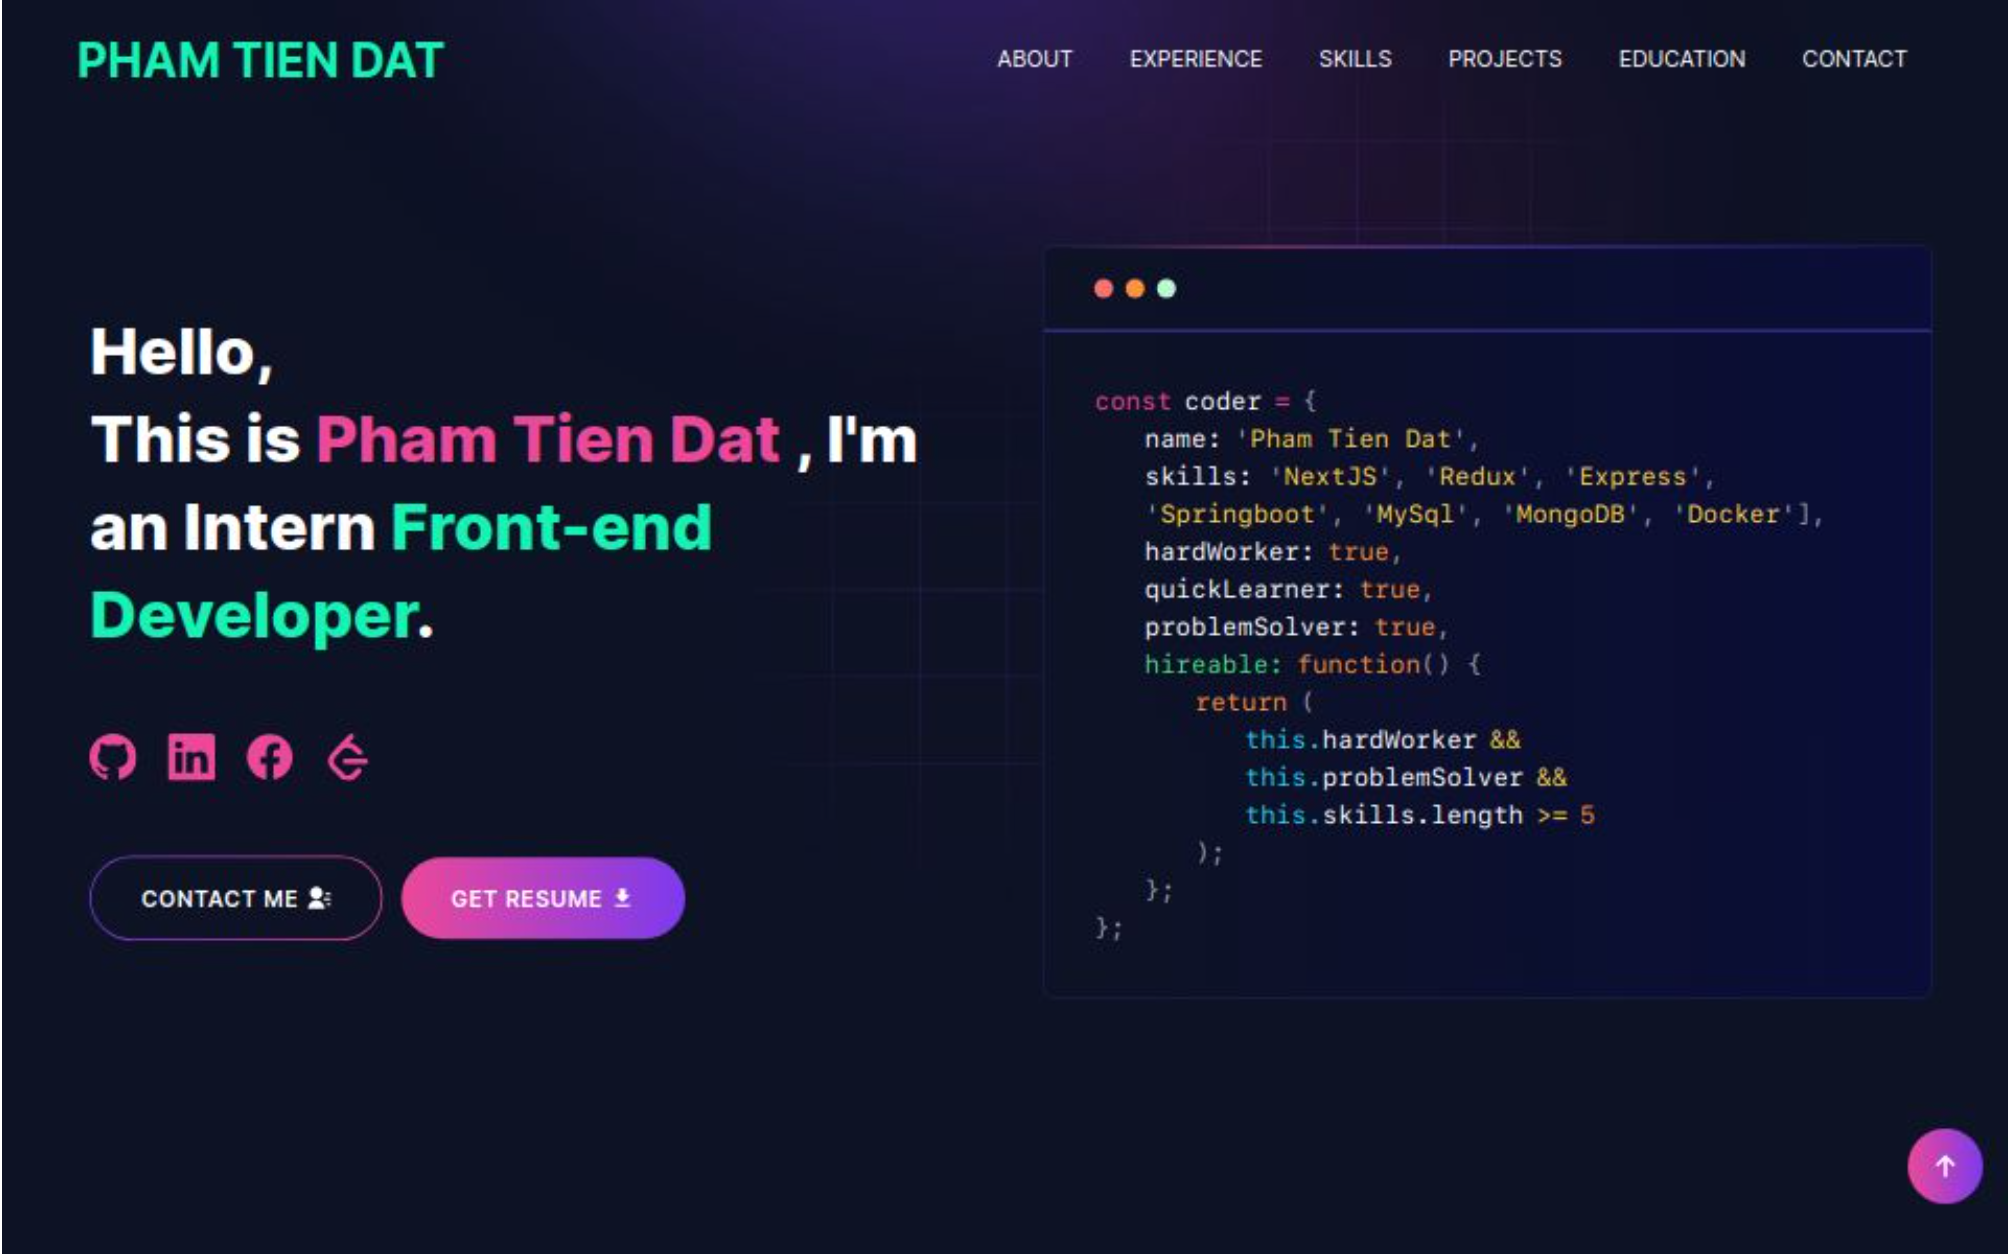 PHAM TIEN DAT
ABOUT EXPERIENCE SKILLS PROJECTS EDUCATION CONTACT
Hello,
This is Pham Tien Dat , I'm
an Intern Front-end
Developer.
in
CONTACT ME
GET RESUME
const coder = {
name: 'Pham Tien Dat',
skills: 'NextJS', 'Redux', 'Express',
'Springboot', 'MySql', 'MongoDB', 'Docker'],
hardWorker: true,
quickLearner: true,
problemSolver: true,
hireable: function() {
return (
this.hardWorker &&
this.problemSolver &&
this.skills.length >= 5
);
};
};